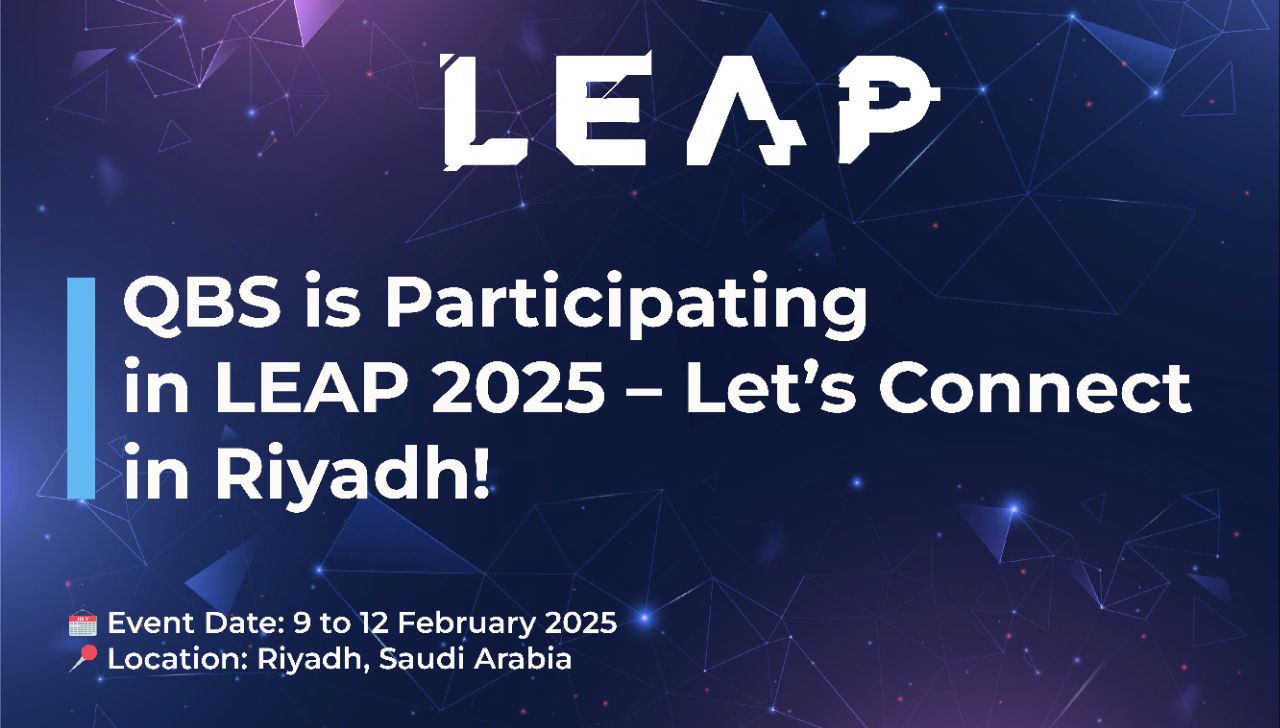 LEAP
QBS is Participating
in LEAP 2025 – Let’s Connect
in Riyadh!
Event Date: 9 to 12 February 2025
Location: Riyadh, Saudi Arabia